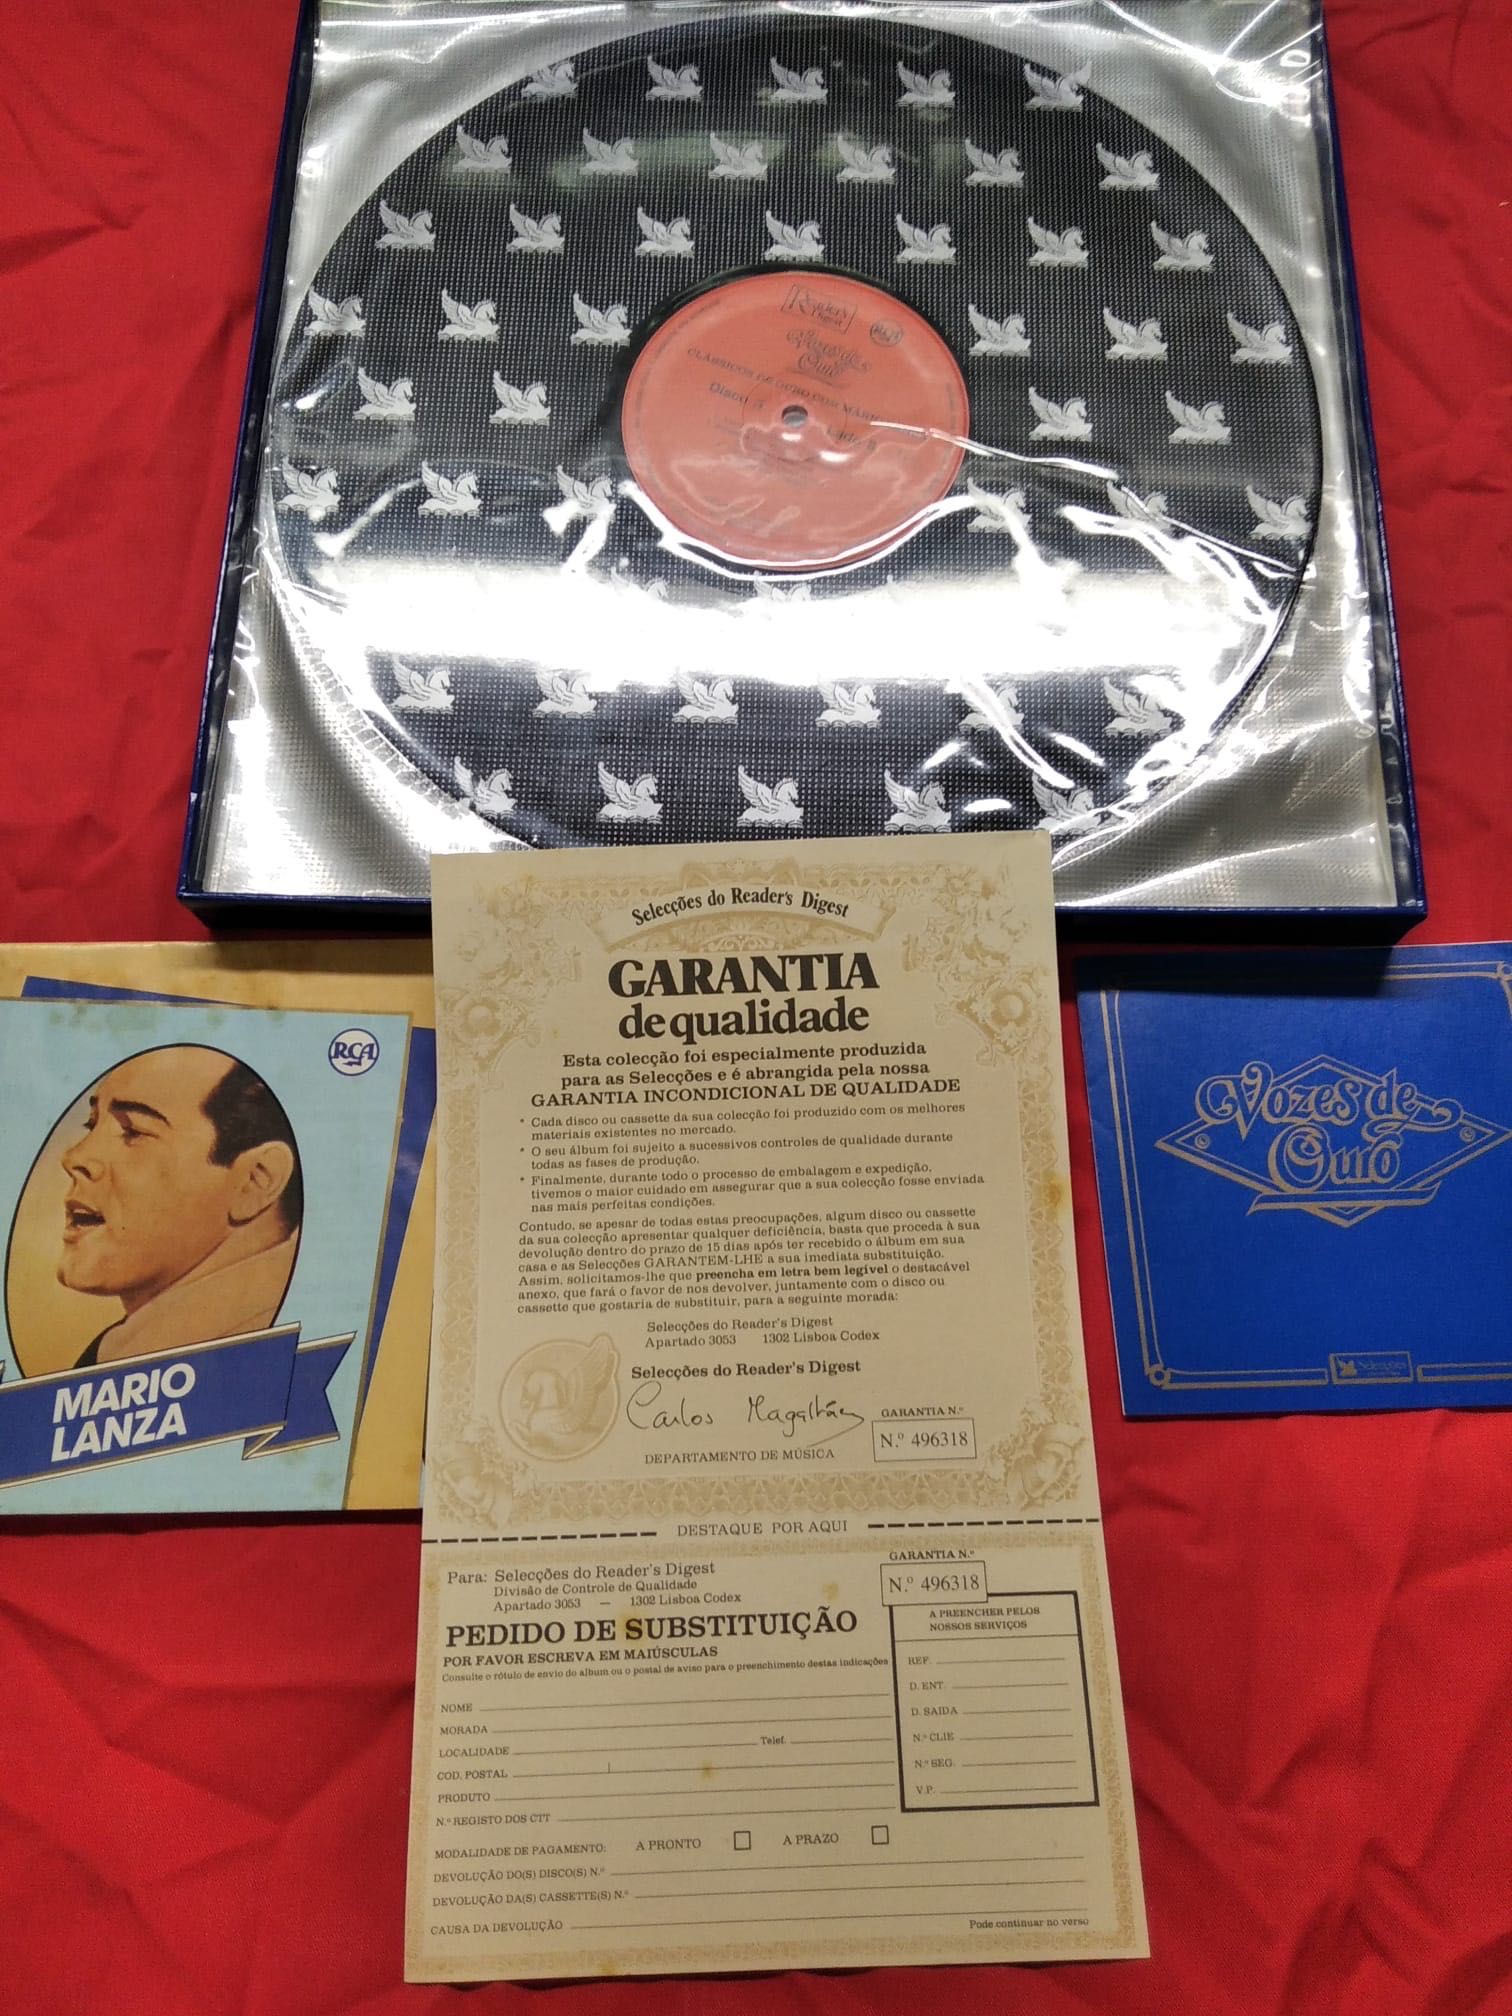 Reader's
Digest
RCA
Vozes de
Ouro
CLÁSSICOS DE OURO COM MARIO
Disco
Lado
RCA
MARIO
LANZA
Selecções do Reader's Digest
GARANTIA
de qualidade
Esta colecção foi especialmente produzida
para as Selecções e é abrangida pela nossa
GARANTIA INCONDICIONAL DE QUALIDADE
* Cada disco ou cassette da sua colecção foi produzido com os melhores
materiais existentes no mercado.
* O seu álbum foi sujeito a sucessivos controles de qualidade durante
todas as fases de produção.
* Finalmente, durante todo o processo de embalagem e expedição,
tivemos o maior cuidado em assegurar que a sua colecção fosse enviada
nas mais perfeitas condições.
Contudo, se apesar de todas estas preocupações, algum disco ou cassette
da sua colecção apresentar qualquer deficiência, basta que proceda à sua
devolução dentro do prazo de 15 dias após ter recebido o álbum em sua
casa e as Selecções GARANTEM-LHE a sua imediata substituição.
Assim, solicitamos-lhe que preencha em letra bem legível o destacável
anexo, que fará o favor de nos devolver, juntamente com o disco ou
cassette que gostaria de substituir, para a seguinte morada:
Selecções do Reader's Digest
Apartado 3053 1302 Lisboa Codex
Selecções do Reader's Digest
Carlos Magalhães
DEPARTAMENTO DE MÚSICA
GARANTIA N.º
N.º 496318
DESTAQUE POR AQUI
Para: Selecções do Reader's Digest
Divisão de Controle de Qualidade
Apartado 3053 — 1302 Lisboa Codex
GARANTIA N.º
N.º 496318
PEDIDO DE SUBSTITUIÇÃO
POR FAVOR ESCREVA EM MAIÚSCULAS
Consulte o rótulo de envio do album ou o postal de aviso para o preenchimento destas indicações
NOME
MORADA
LOCALIDADE Telef.
COD. POSTAL
PRODUTO
N.º REGISTO DOS CTT
MODALIDADE DE PAGAMENTO: A PRONTO A PRAZO
DEVOLUÇÃO DO(S) DISCO(S) N.º
DEVOLUÇÃO DA(S) CASSETTE(S) N.º
CAUSA DA DEVOLUÇÃO
Pode continuar no verso
A PREENCHER PELOS
NOSSOS SERVIÇOS
REF.
D. ENT.
D. SAIDA
N.º CLIE
N.º SEG.
V.P.
Vozes de
Ouro
Selecções